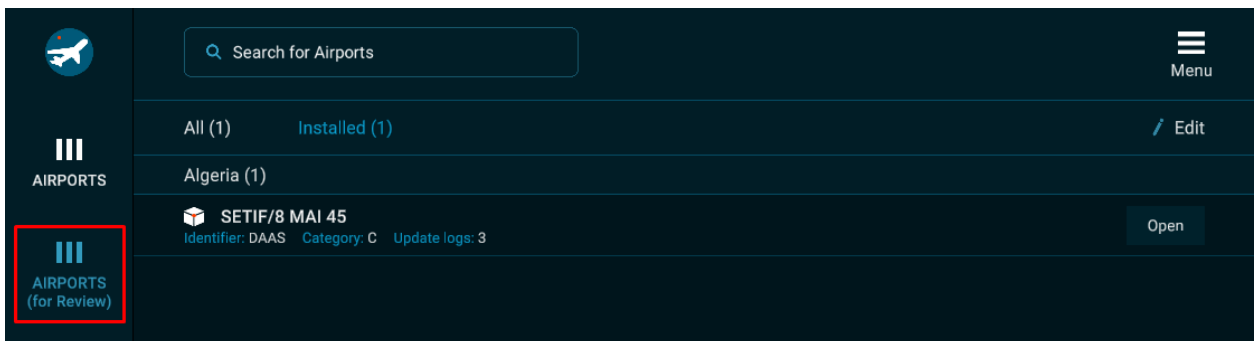 Search for Airports
Menu
All (1) Installed (1) Edit
AIRPORTS
Algeria (1)
SETIF/8 MAI 45
Identifier: DAAS Category: C Update logs: 3
Open
AIRPORTS
(for Review)